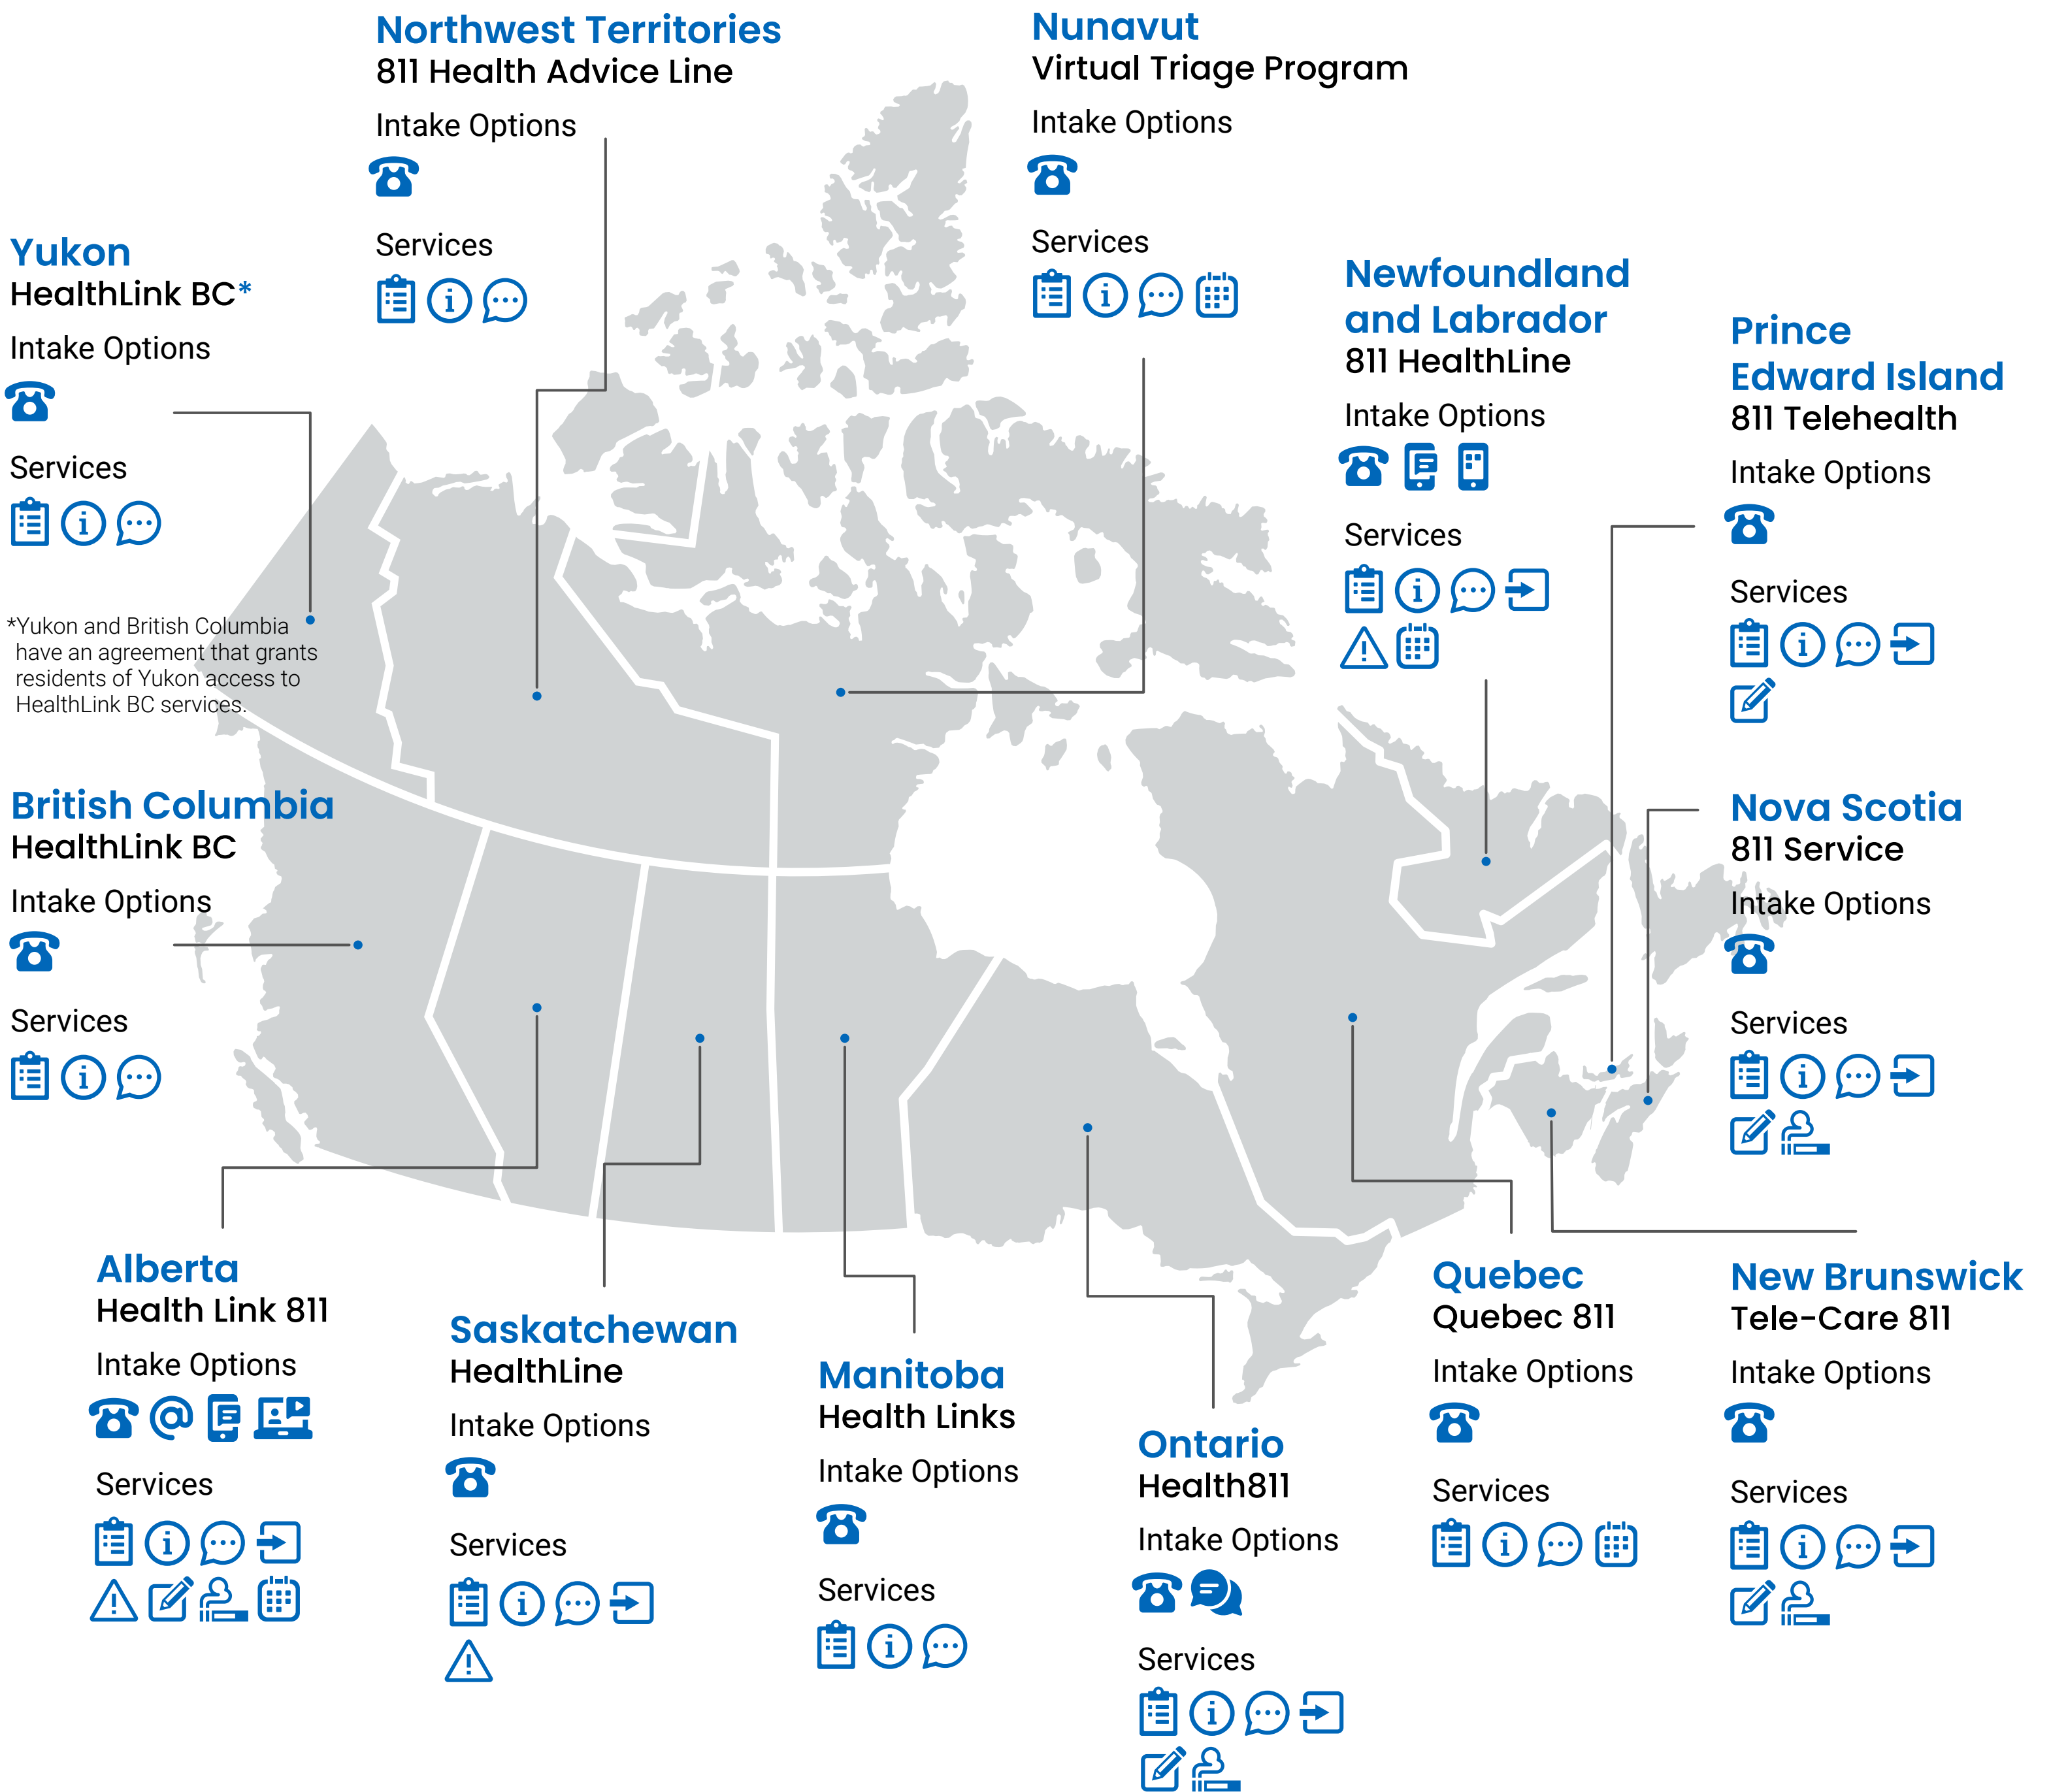 Northwest Territories
811 Health Advice Line
Intake Options
Services
Nunavut
Virtual Triage Program
Intake Options
Services
Yukon
HealthLink BC*
Intake Options
Services
*Yukon and British Columbia
have an agreement that grants
residents of Yukon access to
HealthLink BC services.
Newfoundland
and Labrador
811 HealthLine
Intake Options
Services
Prince
Edward Island
811 Telehealth
Intake Options
Services
British Columbia
HealthLink BC
Intake Options
Services
Nova Scotia
811 Service
Intake Options
Services
Alberta
Health Link 811
Intake Options
Services
Saskatchewan
HealthLine
Intake Options
Services
Manitoba
Health Links
Intake Options
Services
Ontario
Health811
Intake Options
Services
Quebec
Quebec 811
Intake Options
Services
New Brunswick
Tele-Care 811
Intake Options
Services